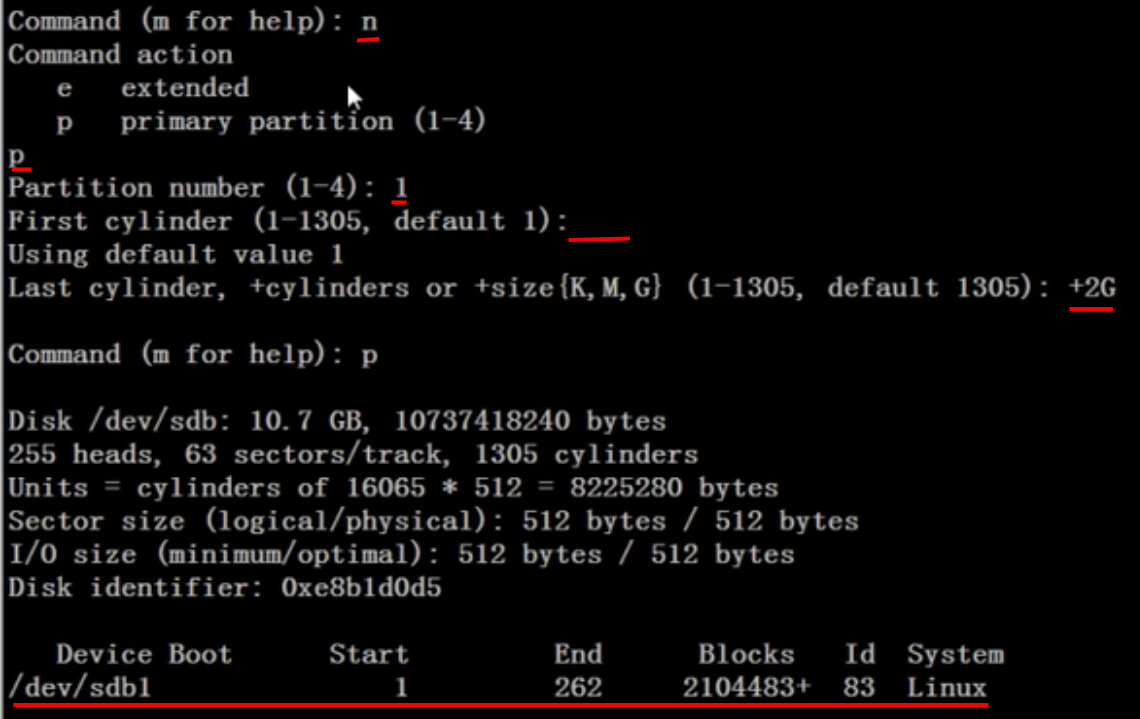 Command (m for help): n
Command action
   e   extended
   p   primary partition (1-4)
p
Partition number (1-4): 1
First cylinder (1-1305, default 1):
Using default value 1
Last cylinder, +cylinders or +size{K,M,G} (1-1305, default 1305): +2G
Command (m for help): p
Disk /dev/sdb: 10.7 GB, 10737418240 bytes
255 heads, 63 sectors/track, 1305 cylinders
Units = cylinders of 16065 * 512 = 8225280 bytes
Sector size (logical/physical): 512 bytes / 512 bytes
I/O size (minimum/optimal): 512 bytes / 512 bytes
Disk identifier: 0xe8b1d0d5
   Device Boot      Start         End      Blocks   Id  System
/dev/sdb1               1         262     2104483+  83  Linux